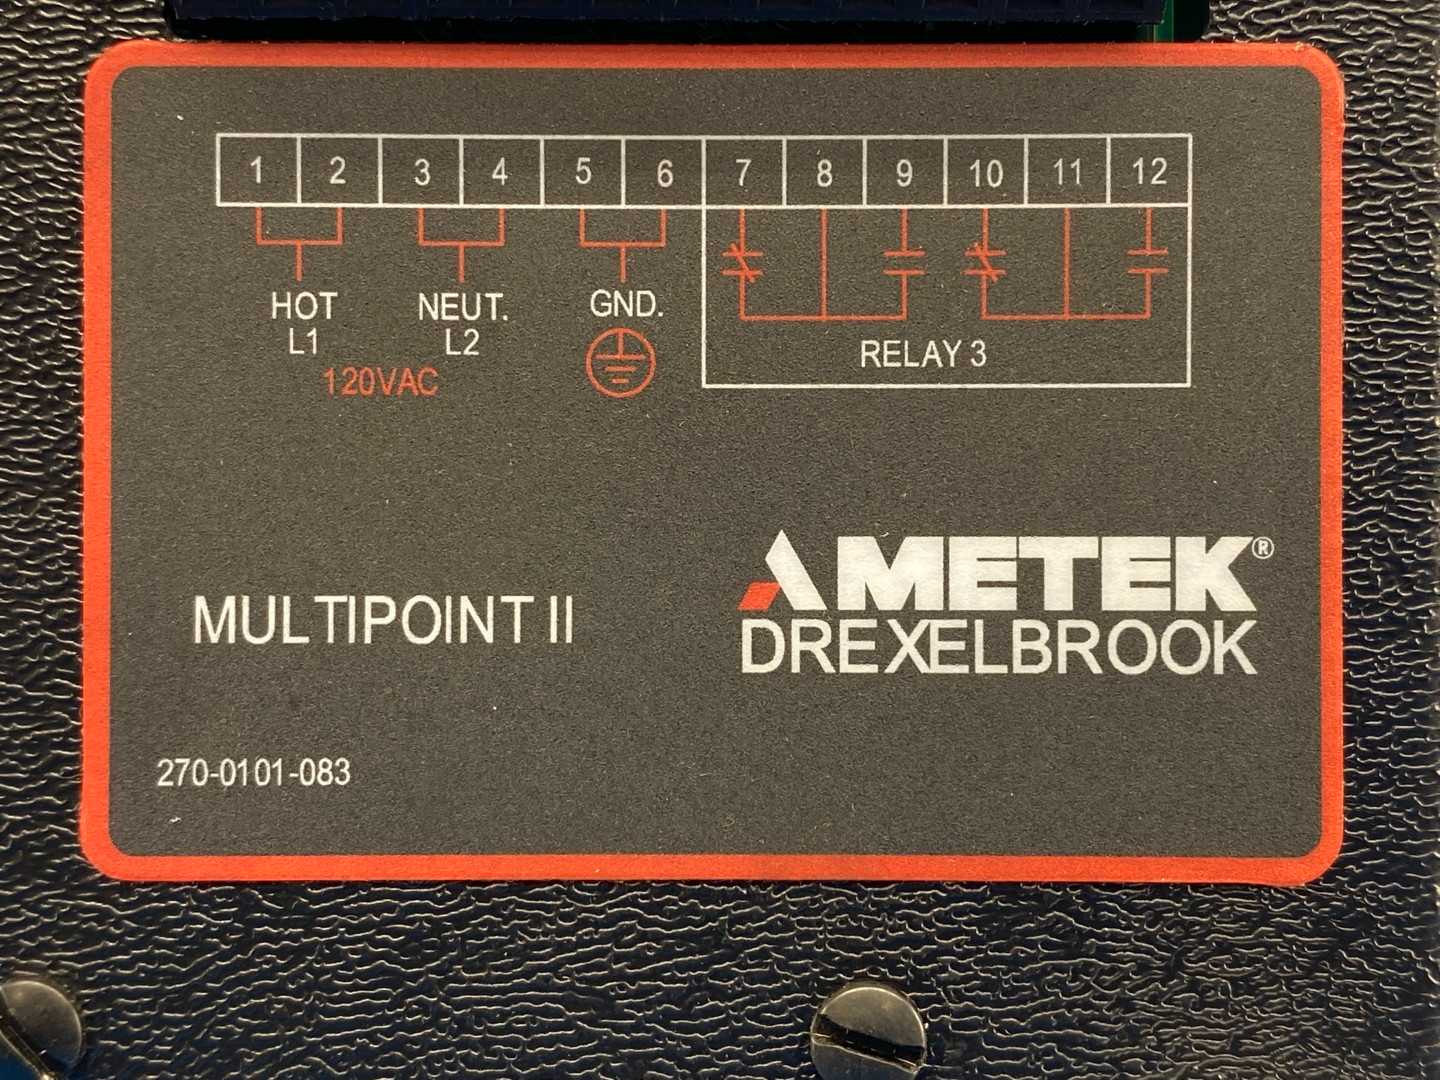 1 2 3 4 5 6 7 8 9 10 11 12
HOT NEUT. GND.
L1 L2
120VAC
RELAY 3
AMETEK®
MULTIPOINT II
DREXELBROOK
270-0101-083